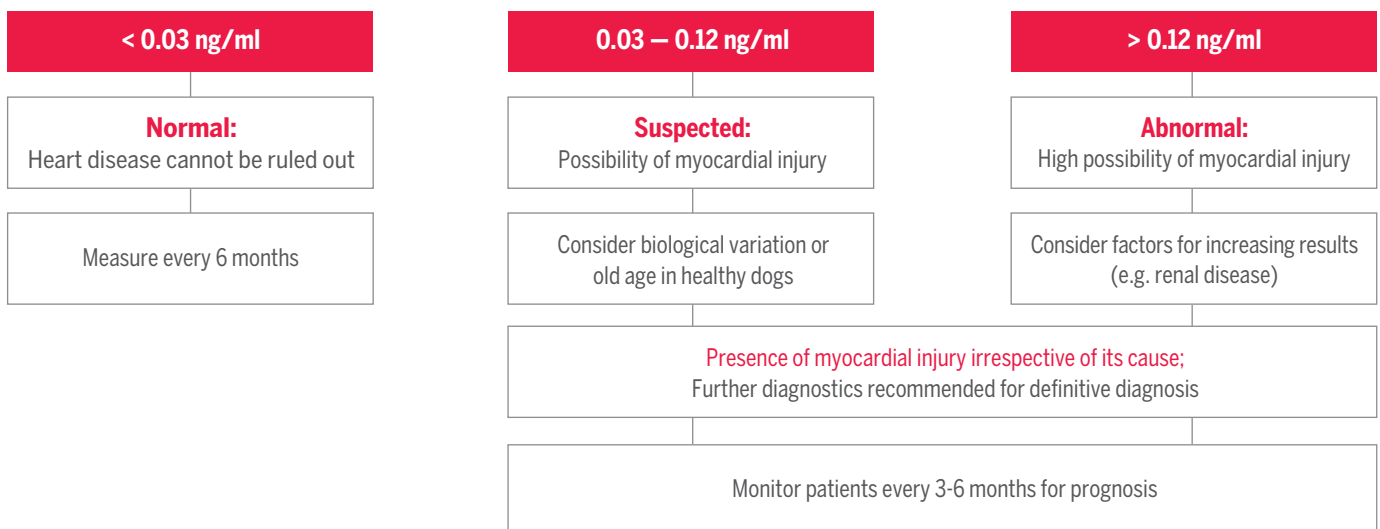 < 0.03 ng/ml
Normal:
Heart disease cannot be ruled out
Measure every 6 months
0.03 – 0.12 ng/ml
Suspected:
Possibility of myocardial injury
Consider biological variation or
old age in healthy dogs
> 0.12 ng/ml
Abnormal:
High possibility of myocardial injury
Consider factors for increasing results
(e.g. renal disease)
Presence of myocardial injury irrespective of its cause;
Further diagnostics recommended for definitive diagnosis
Monitor patients every 3-6 months for prognosis